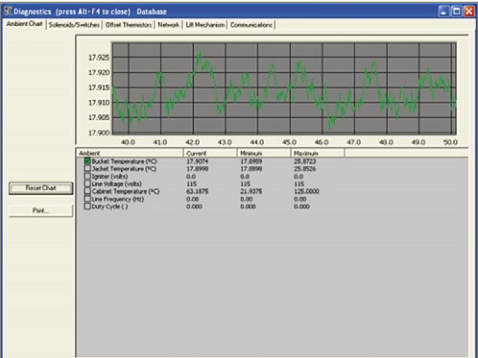 Diagnostics (press Alt+F4 to close) - Database
Ambient Chart Solenoids/Switches Offset Thermistors Network Lift Mechanism Communications
17.925
17.920
17.915
17.910
17.905
17.900
40.0 41.0 42.0 43.0 44.0 45.0 46.0 47.0 48.0 49.0 50.0
Ambient Current Minimum Maximum
Bucket Temperature (ºC) 17.9074 17.8959 25.8723
Jacket Temperature (ºC) 17.8998 17.8898 25.8526
Igniter (volts) 0.0 0.0 0.0
Line Voltage (volts) 115 115 115
Cabinet Temperature (ºC) 63.1875 21.9375 125.0000
Line Frequency (Hz) 0.00 0.00 0.00
Duty Cycle ( ) 0.000 0.000 0.000
Reset Chart
Print...